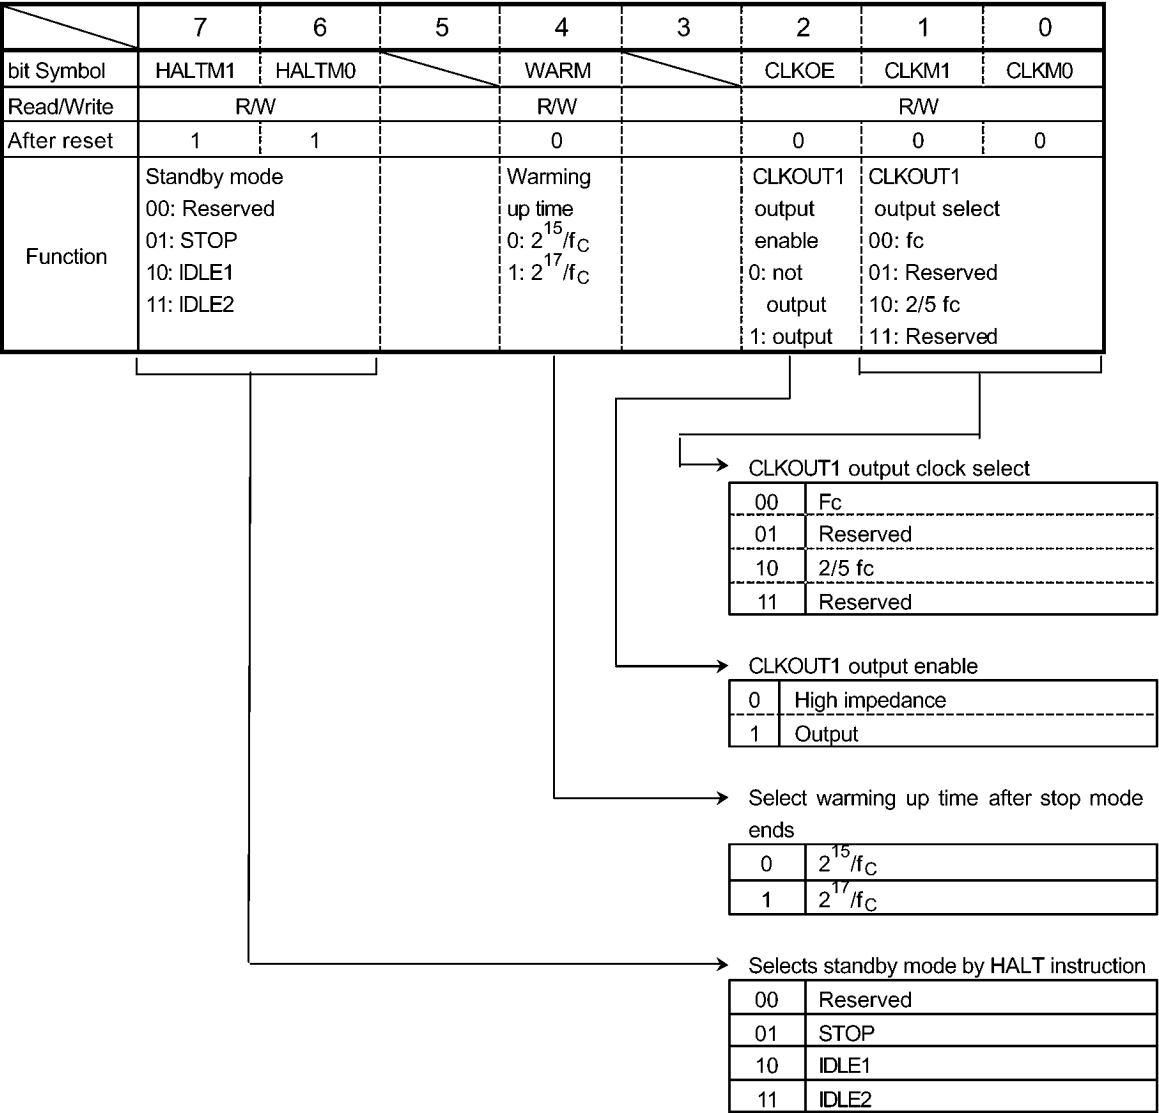 7 6 5 4 3 2 1 0
bit Symbol HALTM1 HALTM0 WARM CLKOE CLKM1 CLKM0
Read/Write R/W R/W R/W
After reset 1 1 0 0 0 0
Function
Standby mode
00: Reserved
01: STOP
10: IDLE1
11: IDLE2
Warming
up time
0: 2^15/fC
1: 2^17/fC
CLKOUT1
output
enable
0: not
output
1: output
CLKOUT1
output select
00: fc
01: Reserved
10: 2/5 fc
11: Reserved
CLKOUT1 output clock select
00 Fc
01 Reserved
10 2/5 fc
11 Reserved
CLKOUT1 output enable
0 High impedance
1 Output
Select warming up time after stop mode
ends
0 2^15/fC
1 2^17/fC
Selects standby mode by HALT instruction
00 Reserved
01 STOP
10 IDLE1
11 IDLE2